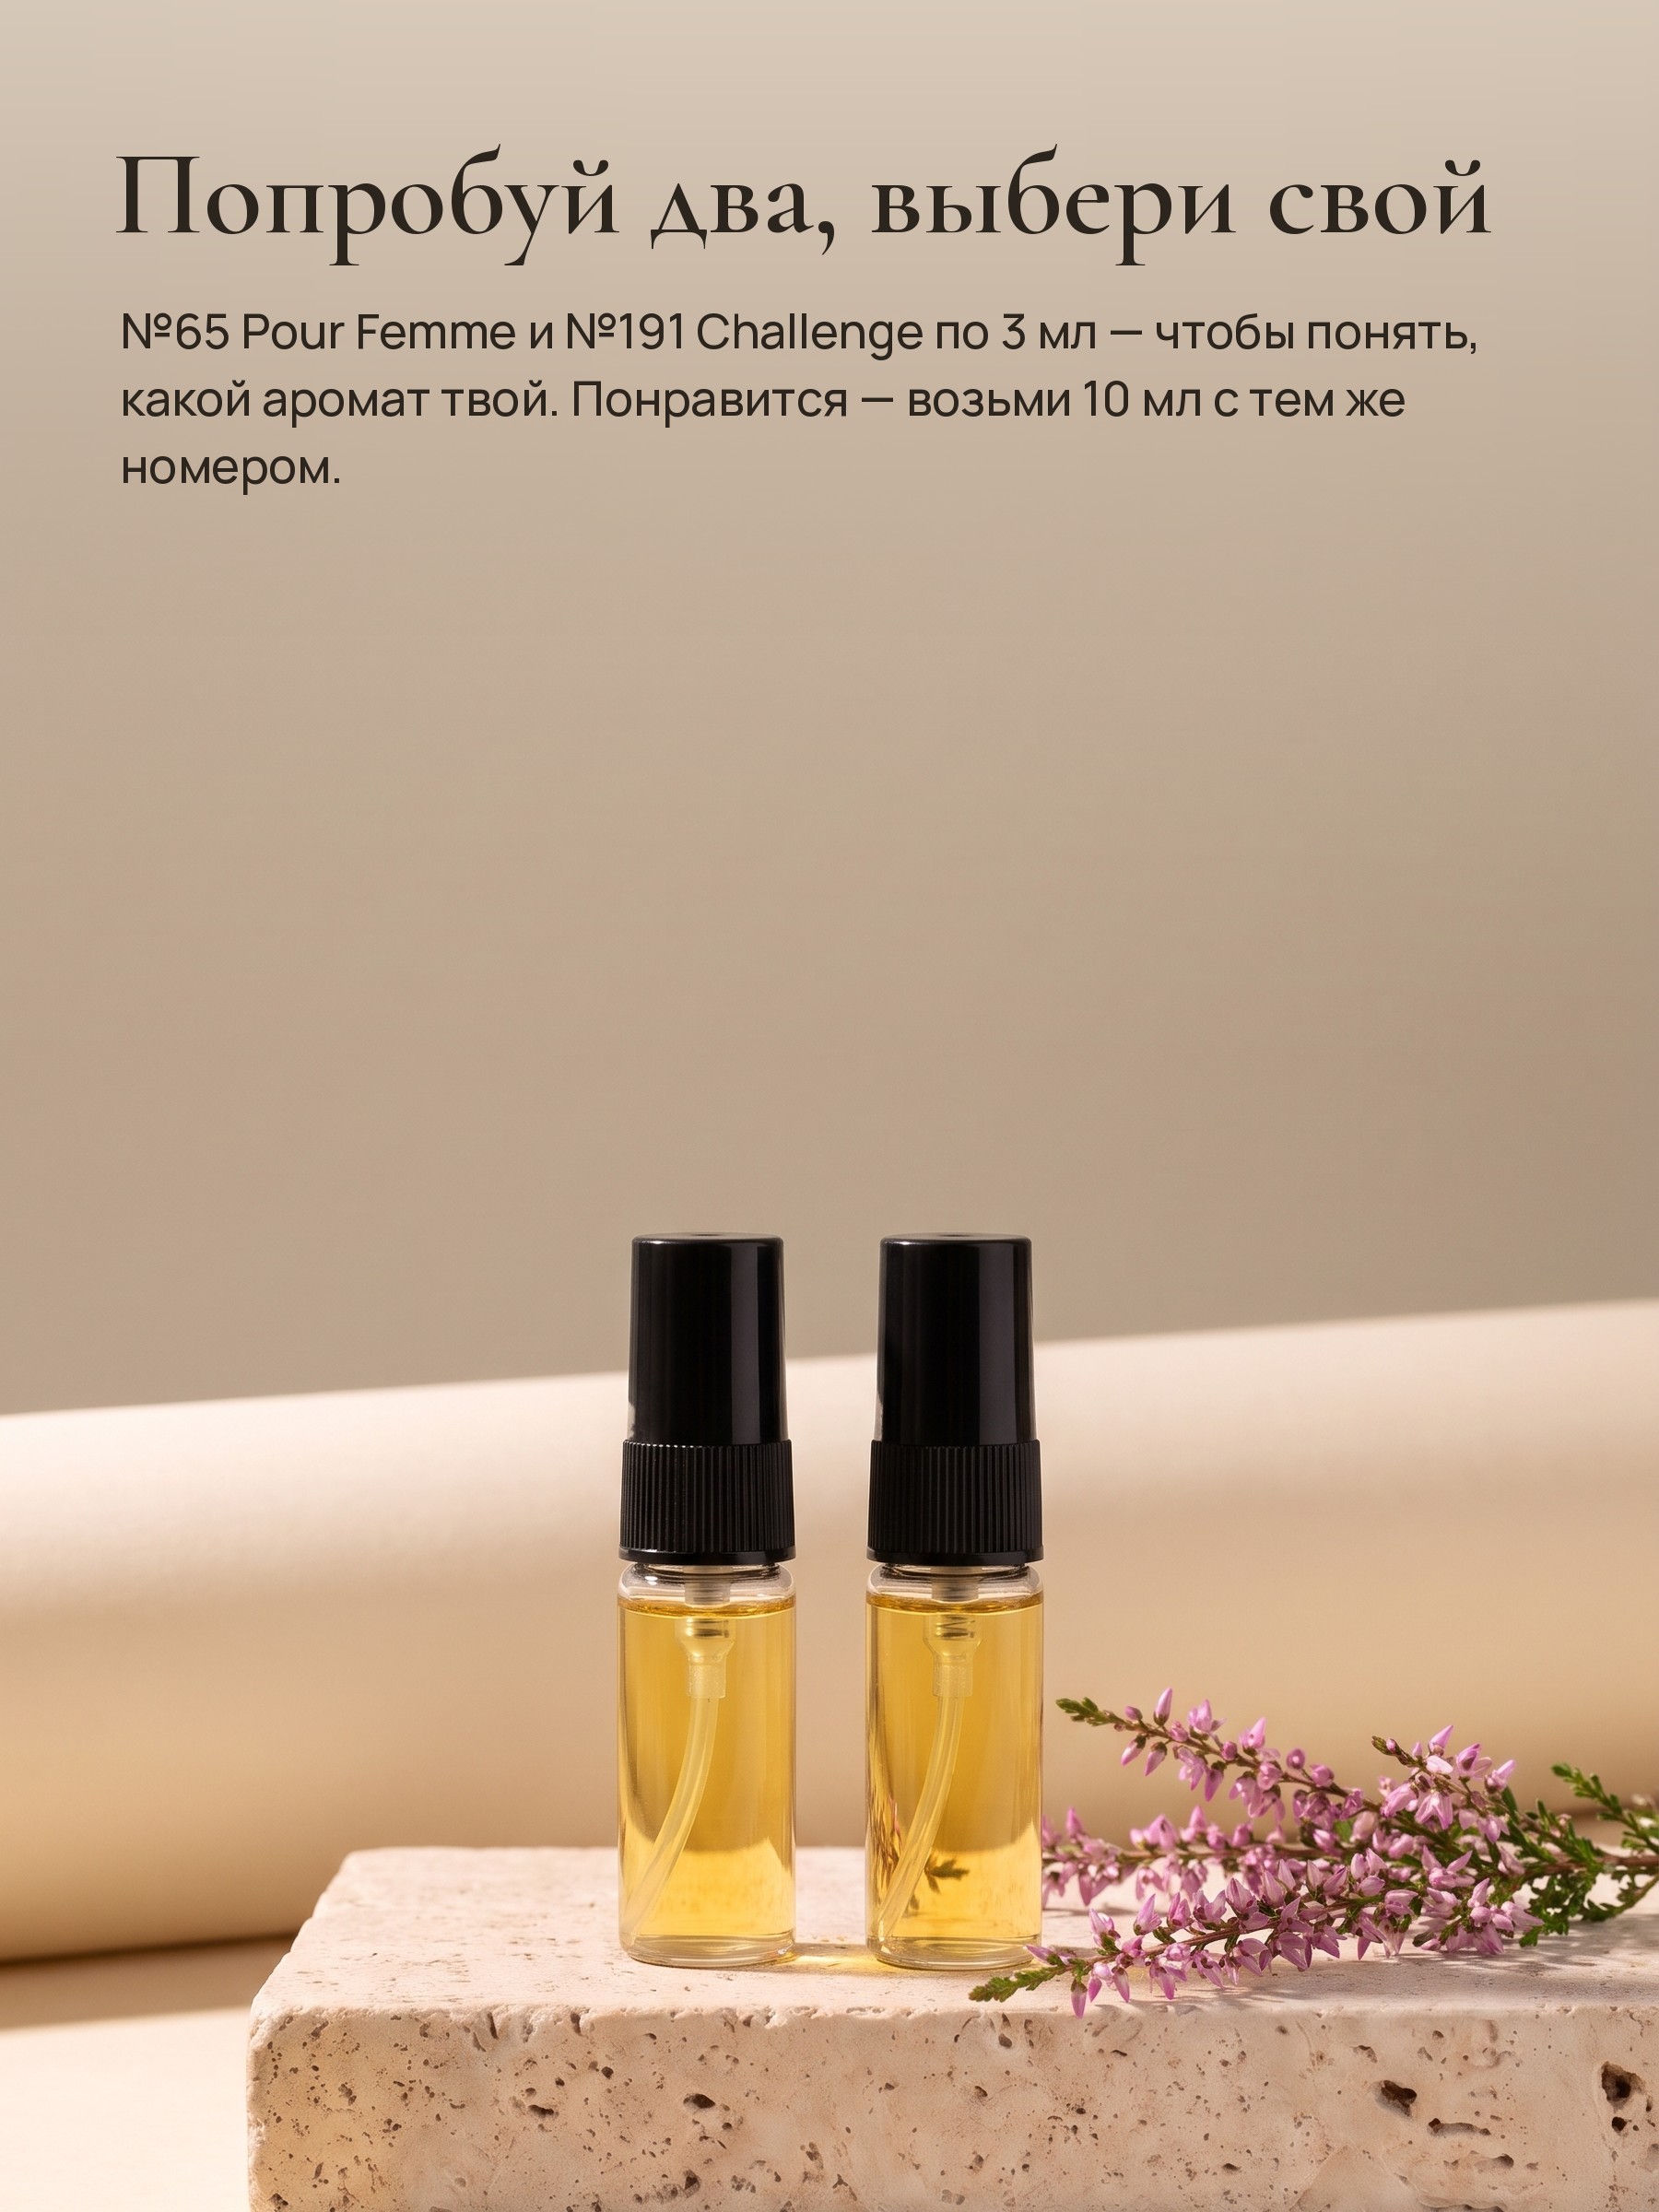 Попробуй два, выбери свой
№65 Pour Femme и №191 Challenge по 3 мл — чтобы понять,
какой аромат твой. Понравится — возьми 10 мл с тем же
номером.